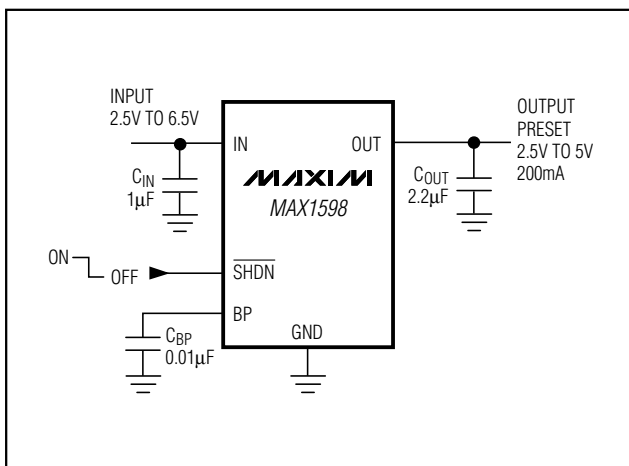 INPUT
2.5V TO 6.5V
IN
OUT
OUTPUT
PRESET
2.5V TO 5V
200mA
CIN
1µF
MAXIM
MAX1598
COUT
2.2µF
ON
OFF
SHDN
BP
GND
CBP
0.01µF